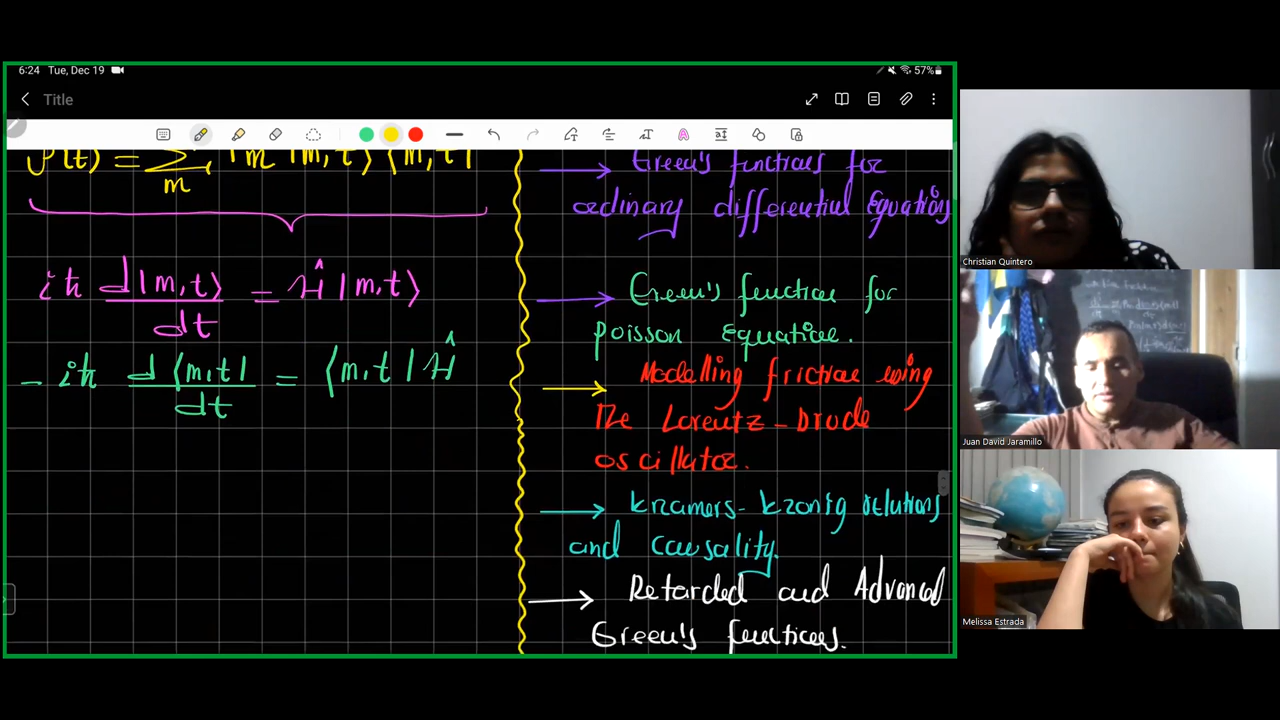 6:24 Tue, Dec 19
57%
Title
ρ(t) = Σ m |m,t⟩⟨m,t|
iħ d|m,t⟩/dt = Ĥ|m,t⟩
-iħ d⟨m,t|/dt = ⟨m,t|Ĥ
→ Green's functions for
ordinary differential Equations
→ Green's function for
poisson Equation.
→ Modelling friction using
The Lorentz-Drude
oscillator.
→ Kramers-Kronig relations
and causality.
→ Retarded and Advanced
Green's functions.
Christian Quintero
Juan David Jaramillo
Melissa Estrada